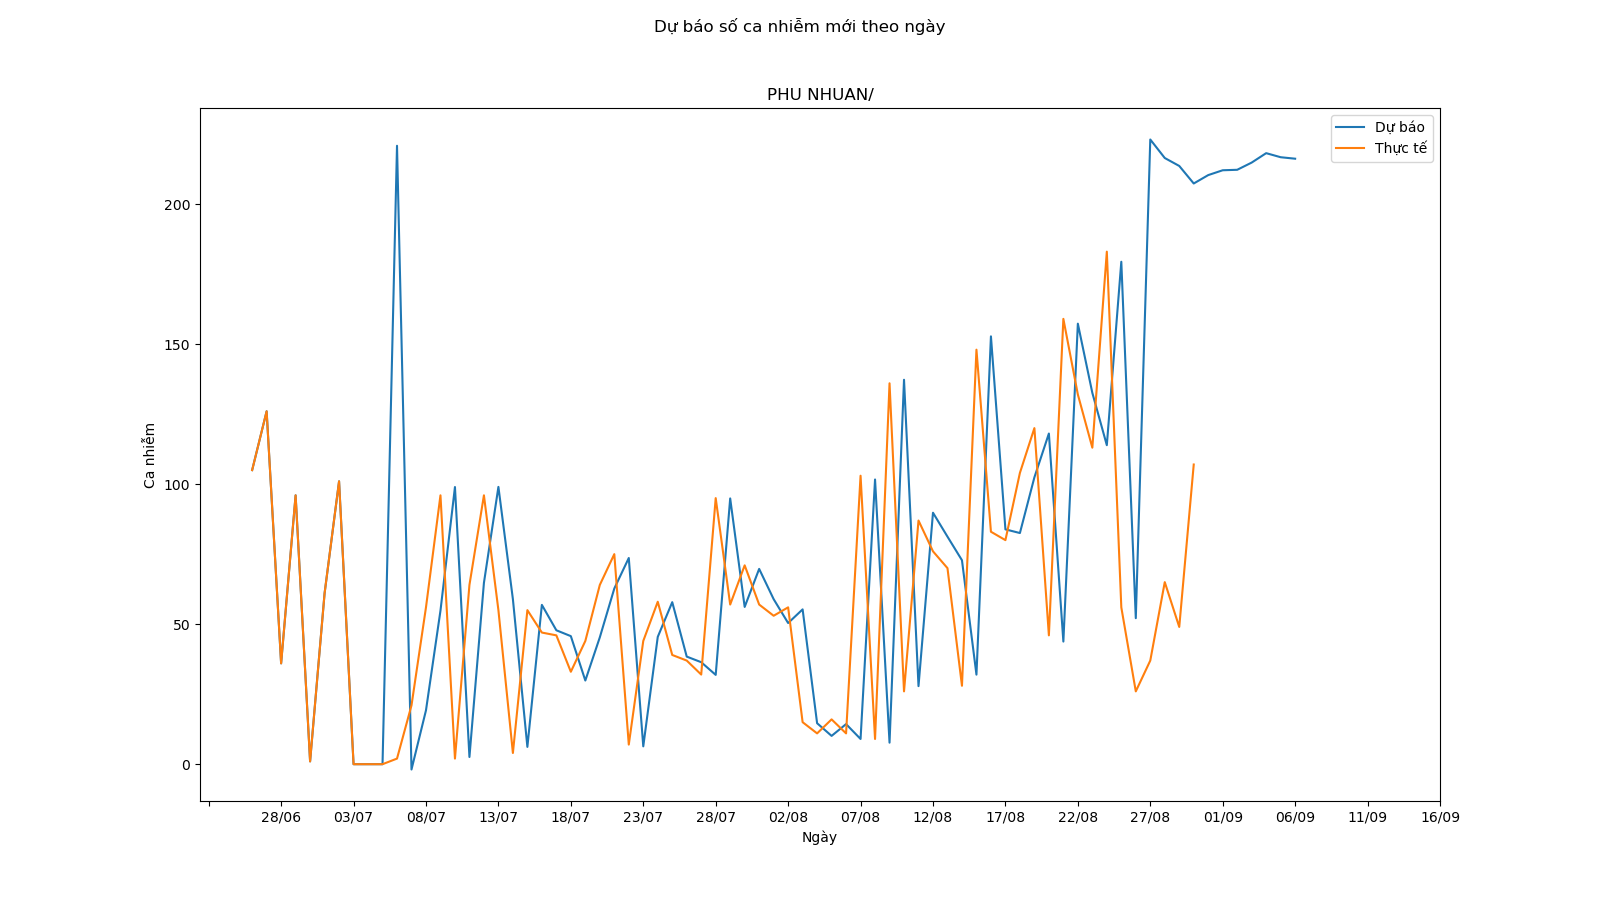 Dự báo số ca nhiễm mới theo ngày
PHU NHUAN/
Dự báo
Thực tế
200
150
100
50
0
Ca nhiễm
28/06 03/07 08/07 13/07 18/07 23/07 28/07 02/08 07/08 12/08 17/08 22/08 27/08 01/09 06/09 11/09 16/09
Ngày